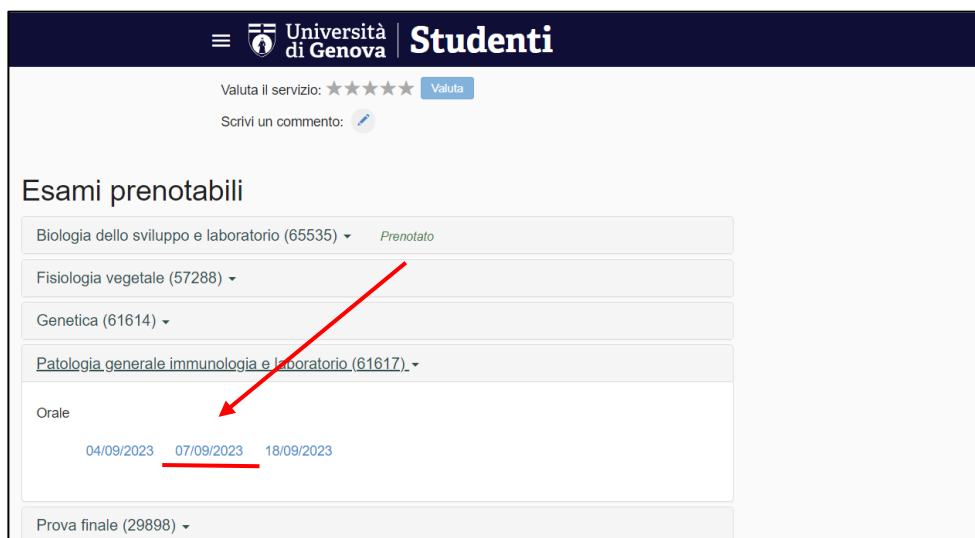 Università
di Genova
Studenti
Valuta il servizio: Valuta
Scrivi un commento:
Esami prenotabili
Biologia dello sviluppo e laboratorio (65535) Prenotato
Fisiologia vegetale (57288)
Genetica (61614)
Patologia generale immunologia e laboratorio (61617)
Orale
04/09/2023 07/09/2023 18/09/2023
Prova finale (29898)